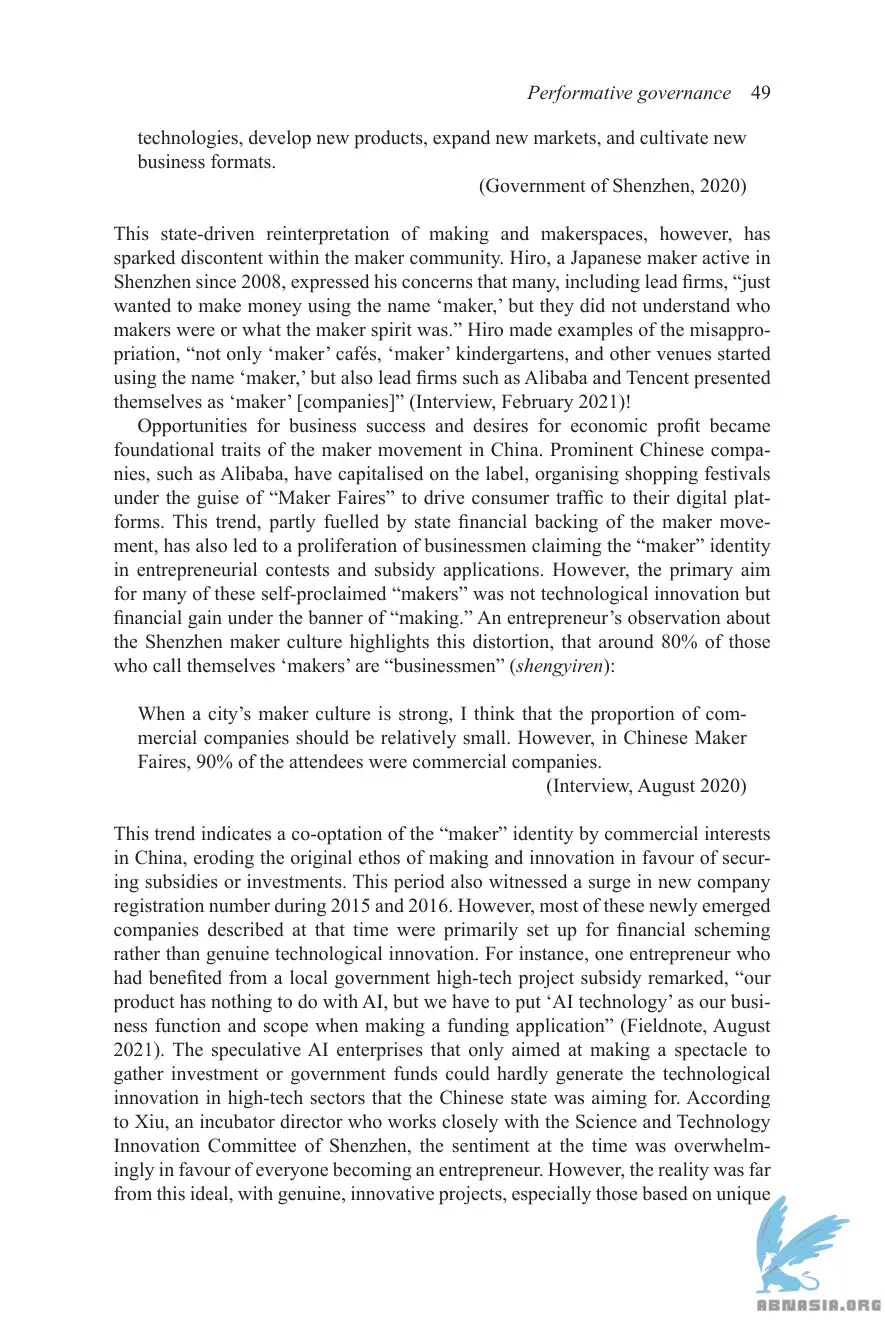 Performative governance 49
technologies, develop new products, expand new markets, and cultivate new
business formats.
(Government of Shenzhen, 2020)
This state-driven reinterpretation of making and makerspaces, however, has
sparked discontent within the maker community. Hiro, a Japanese maker active in
Shenzhen since 2008, expressed his concerns that many, including lead firms, “just
wanted to make money using the name ‘maker,’ but they did not understand who
makers were or what the maker spirit was.” Hiro made examples of the misappro-
priation, “not only ‘maker’ cafés, ‘maker’ kindergartens, and other venues started
using the name ‘maker,’ but also lead firms such as Alibaba and Tencent presented
themselves as ‘maker’ [companies]” (Interview, February 2021)!
Opportunities for business success and desires for economic profit became
foundational traits of the maker movement in China. Prominent Chinese compa-
nies, such as Alibaba, have capitalised on the label, organising shopping festivals
under the guise of “Maker Faires” to drive consumer traffic to their digital plat-
forms. This trend, partly fuelled by state financial backing of the maker move-
ment, has also led to a proliferation of businessmen claiming the “maker” identity
in entrepreneurial contests and subsidy applications. However, the primary aim
for many of these self-proclaimed “makers” was not technological innovation but
financial gain under the banner of “making.” An entrepreneur’s observation about
the Shenzhen maker culture highlights this distortion, that around 80% of those
who call themselves ‘makers’ are “businessmen” (shengyiren):
When a city’s maker culture is strong, I think that the proportion of com-
mercial companies should be relatively small. However, in Chinese Maker
Faires, 90% of the attendees were commercial companies.
(Interview, August 2020)
This trend indicates a co-optation of the “maker” identity by commercial interests
in China, eroding the original ethos of making and innovation in favour of secur-
ing subsidies or investments. This period also witnessed a surge in new company
registration number during 2015 and 2016. However, most of these newly emerged
companies described at that time were primarily set up for financial scheming
rather than genuine technological innovation. For instance, one entrepreneur who
had benefited from a local government high-tech project subsidy remarked, “our
product has nothing to do with AI, but we have to put ‘AI technology’ as our busi-
ness function and scope when making a funding application” (Fieldnote, August
2021). The speculative AI enterprises that only aimed at making a spectacle to
gather investment or government funds could hardly generate the technological
innovation in high-tech sectors that the Chinese state was aiming for. According
to Xiu, an incubator director who works closely with the Science and Technology
Innovation Committee of Shenzhen, the sentiment at the time was overwhelm-
ingly in favour of everyone becoming an entrepreneur. However, the reality was far
from this ideal, with genuine, innovative projects, especially those based on unique
ABNASIA.ORG